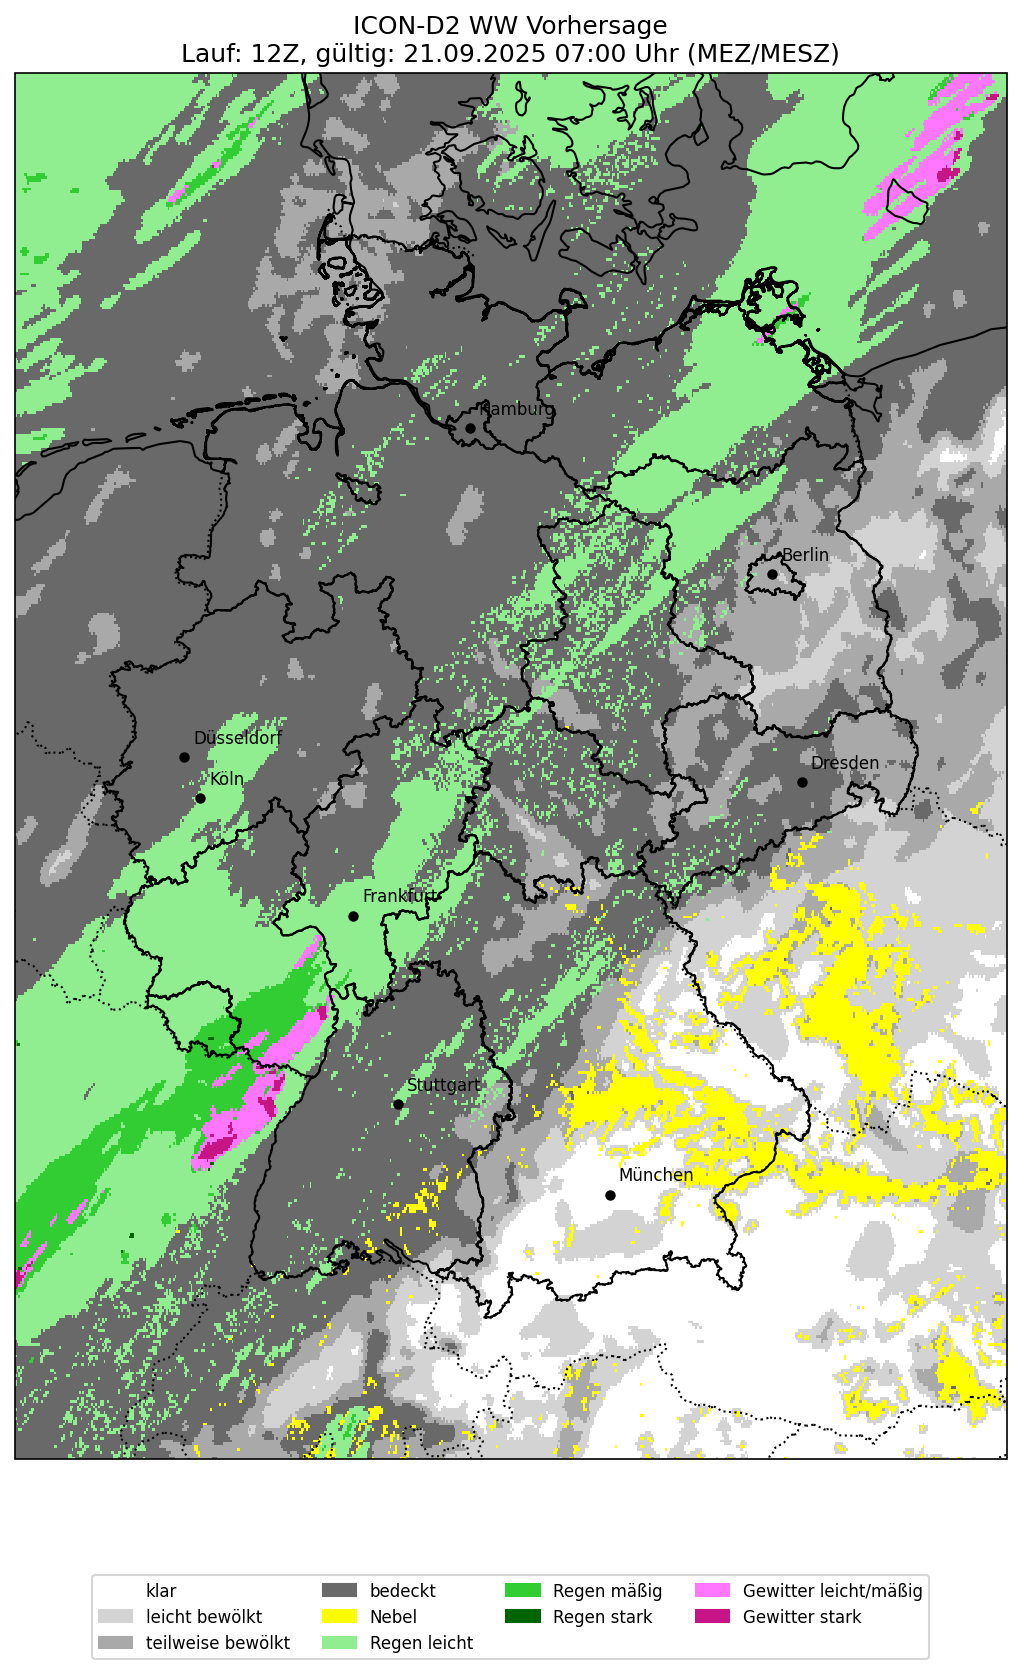 ICON-D2 WW Vorhersage
Lauf: 12Z, gültig: 21.09.2025 07:00 Uhr (MEZ/MESZ)
Hamburg
Berlin
Düsseldorf
Dresden
Köln
Frankfurt
Stuttgart
München
klar
leicht bewölkt
teilweise bewölkt
bedeckt
Nebel
Regen leicht
Regen mäßig
Regen stark
Gewitter leicht/mäßig
Gewitter stark